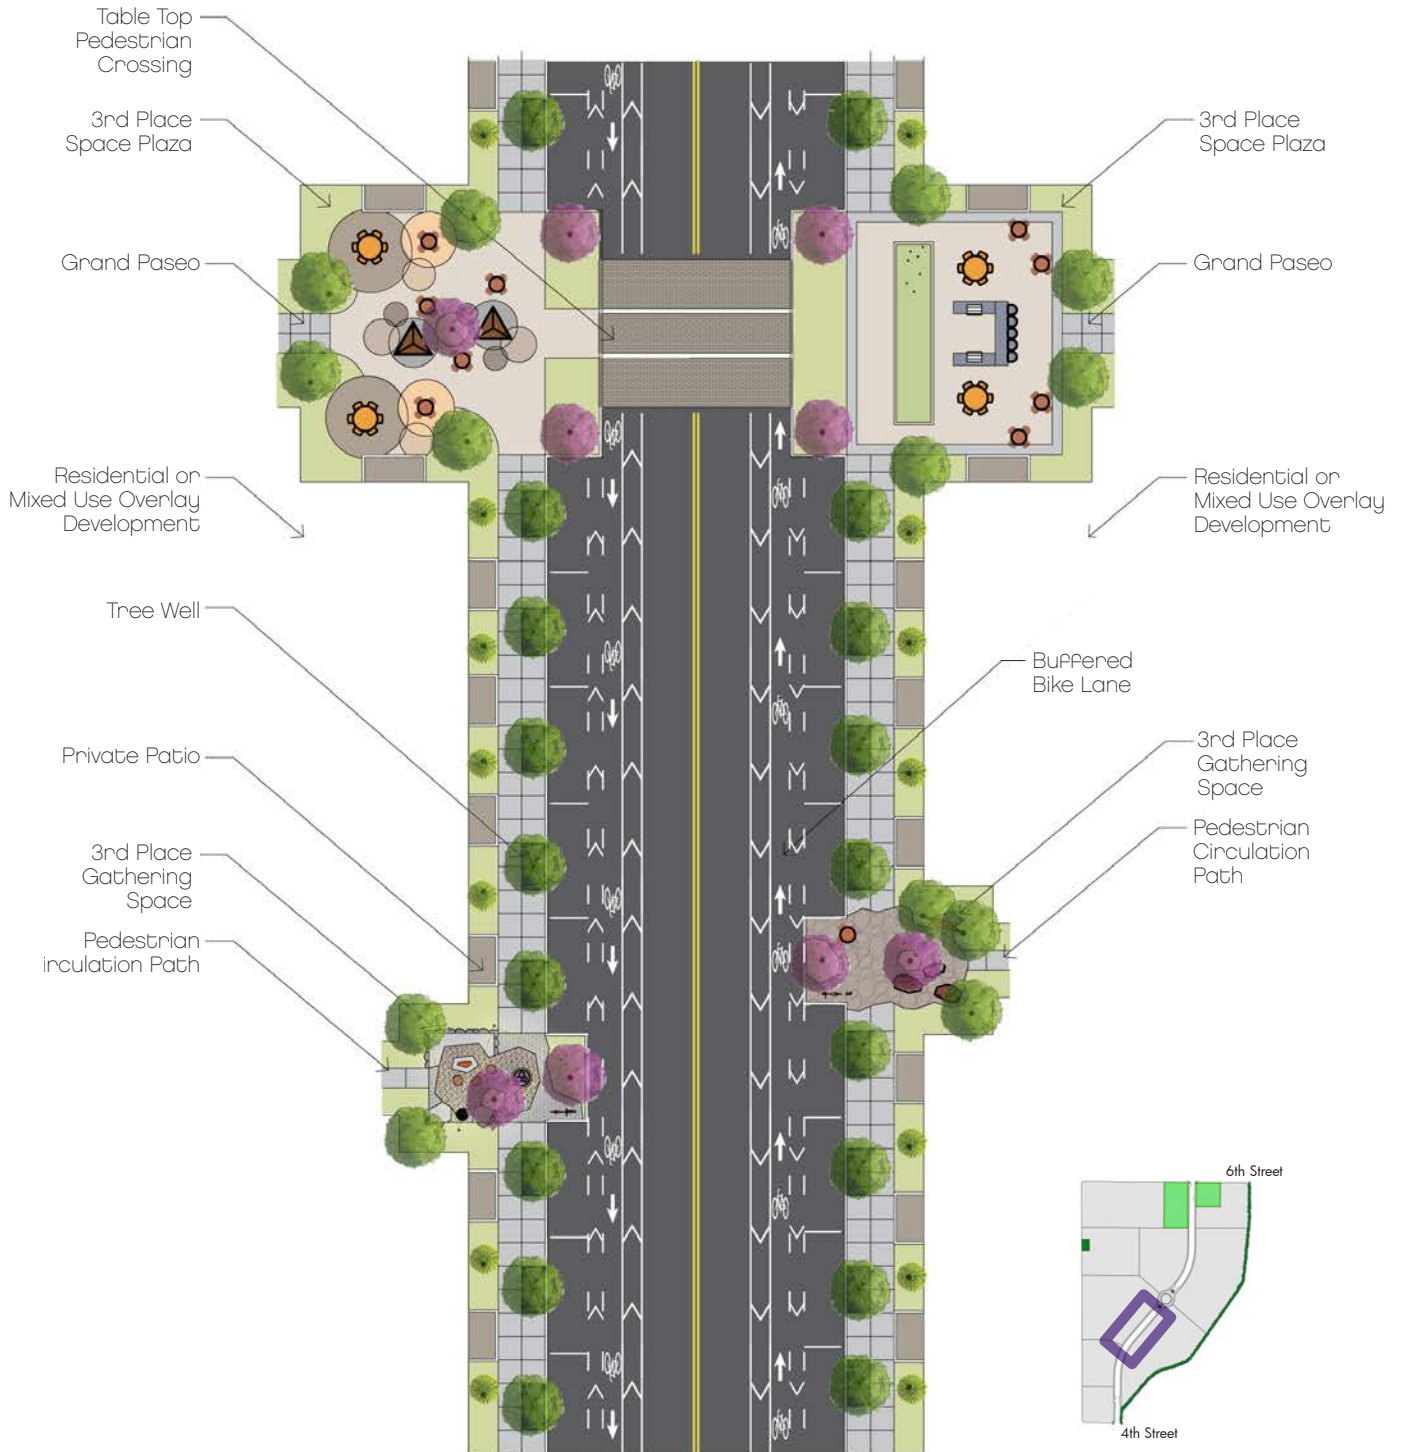 Table Top
Pedestrian
Crossing
3rd Place
Space Plaza
Grand Paseo
Residential or
Mixed Use Overlay
Development
Tree Well
Private Patio
3rd Place
Gathering
Space
Pedestrian
irculation Path
3rd Place
Space Plaza
Grand Paseo
Residential or
Mixed Use Overlay
Development
Buffered
Bike Lane
3rd Place
Gathering
Space
Pedestrian
Circulation
Path
6th Street
4th Street